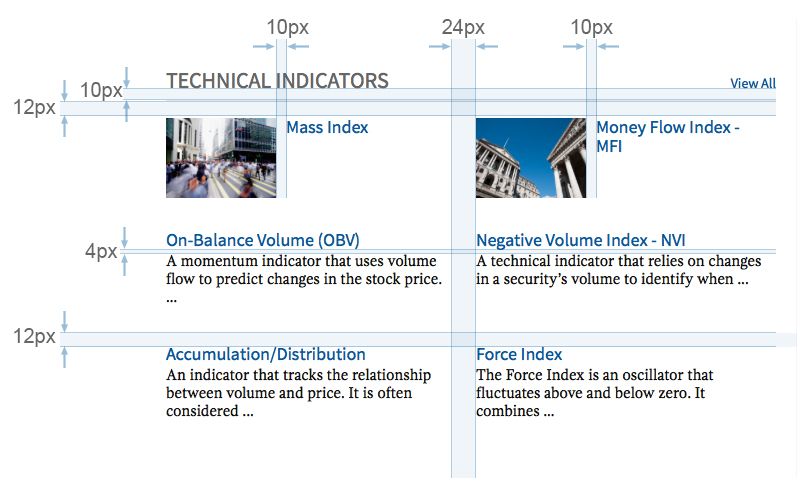 10px 24px 10px
10px
TECHNICAL INDICATORS
View All
12px
Mass Index
Money Flow Index -
MFI
On-Balance Volume (OBV)
4px
A momentum indicator that uses volume
flow to predict changes in the stock price.
...
Negative Volume Index - NVI
A technical indicator that relies on changes
in a security's volume to identify when ...
12px
Accumulation/Distribution
An indicator that tracks the relationship
between volume and price. It is often
considered ...
Force Index
The Force Index is an oscillator that
fluctuates above and below zero. It
combines ...